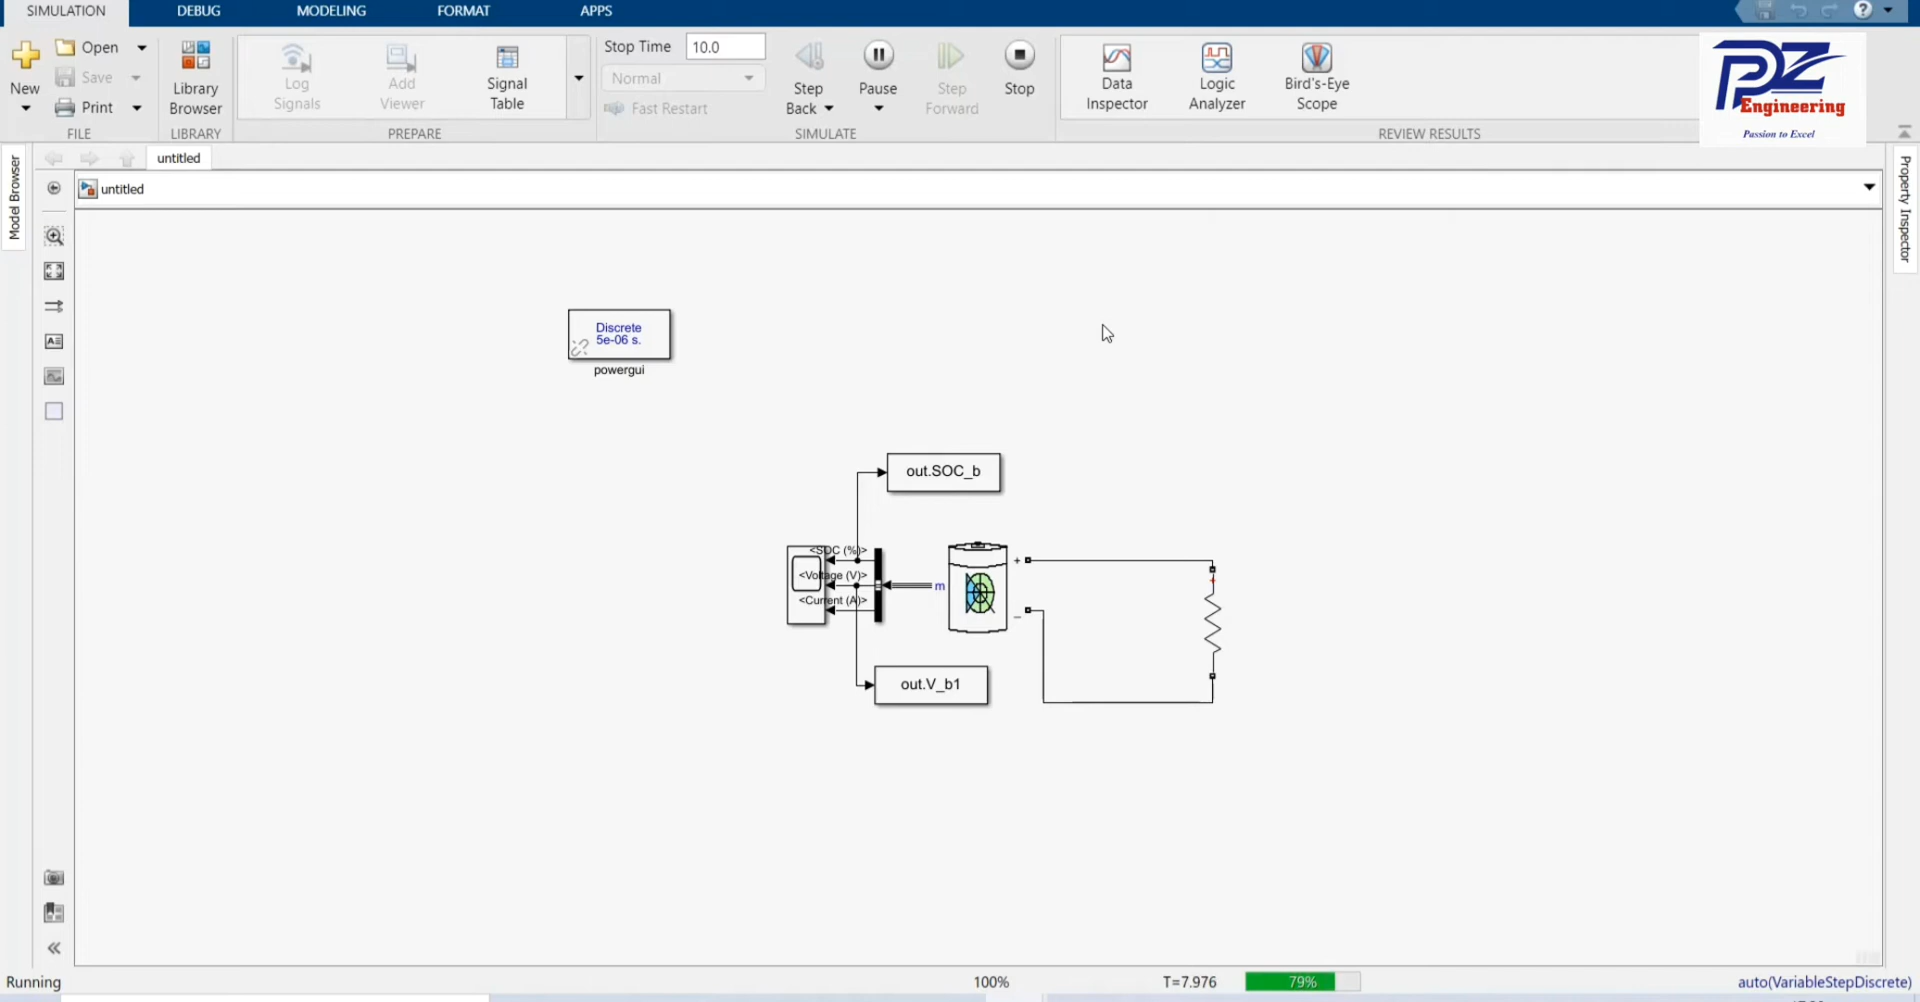 SIMULATION DEBUG MODELING FORMAT APPS
New
Open
Save
Print
FILE
Library
Browser
LIBRARY
Log
Signals
Add
Viewer
Signal
Table
PREPARE
Stop Time 10.0
Normal
Fast Restart
Step
Back
Pause
Step
Forward
Stop
SIMULATE
Data
Inspector
Logic
Analyzer
Bird's-Eye
Scope
REVIEW RESULTS
PZ
Engineering
Passion to Excel
untitled
untitled
Model Browser
Property Inspector
Discrete
5e-06 s.
powergui
out.SOC_b
<SOC (%)>
<Voltage (V)>
<Current (A)>
m
+
_
out.V_b1
Running 100% T=7.976 79% auto(VariableStepDiscrete)